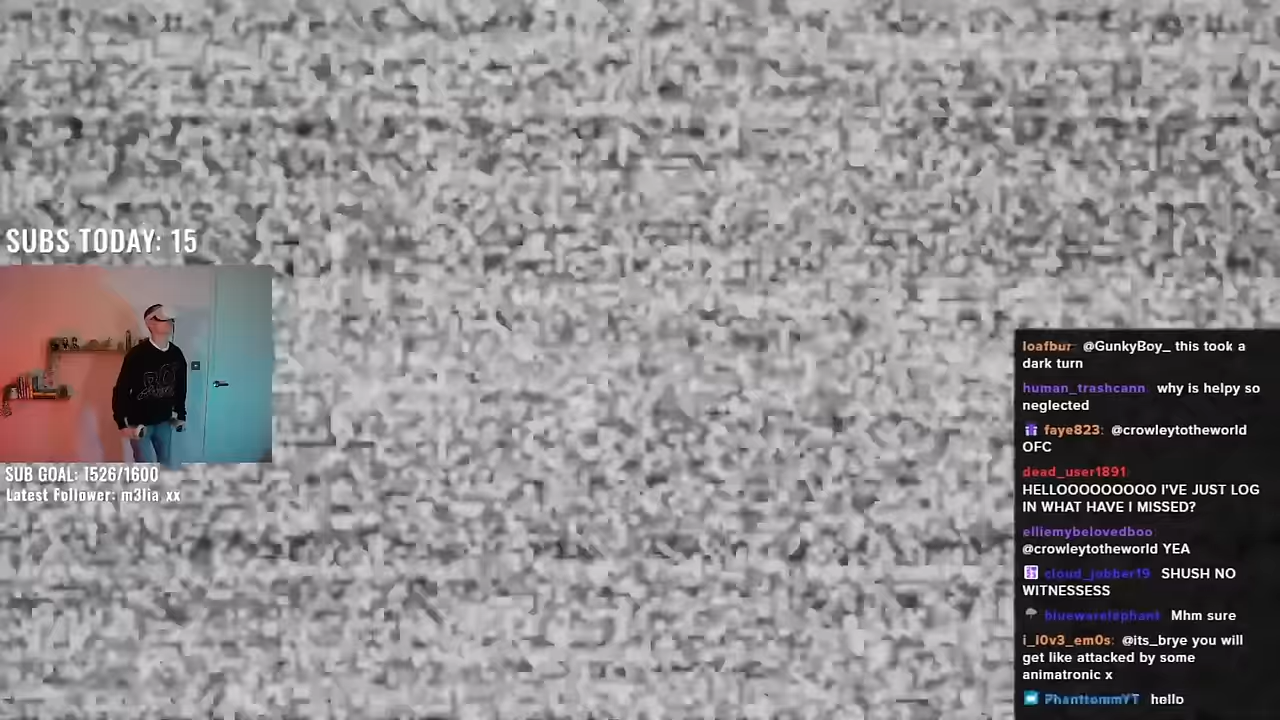 SUBS TODAY: 15
SUB GOAL: 1526/1600
Latest Follower: m3lia_xx
loafbur @GunkyBoy_ this took a
dark turn
human_trashcann why is helpy so
neglected
faye823: @crowleytotheworld
OFC
dead_user1891
HELLOOOOOOOOO I'VE JUST LOG
IN WHAT HAVE I MISSED?
elliemybelovedboo
@crowleytotheworld YEA
cloud_jabber19 SHUSH NO
WITNESSESS
bluewarelephant Mhm sure
i_l0v3_em0s: @its_brye you will
get like attacked by some
animatronic x
PhanttommYT hello